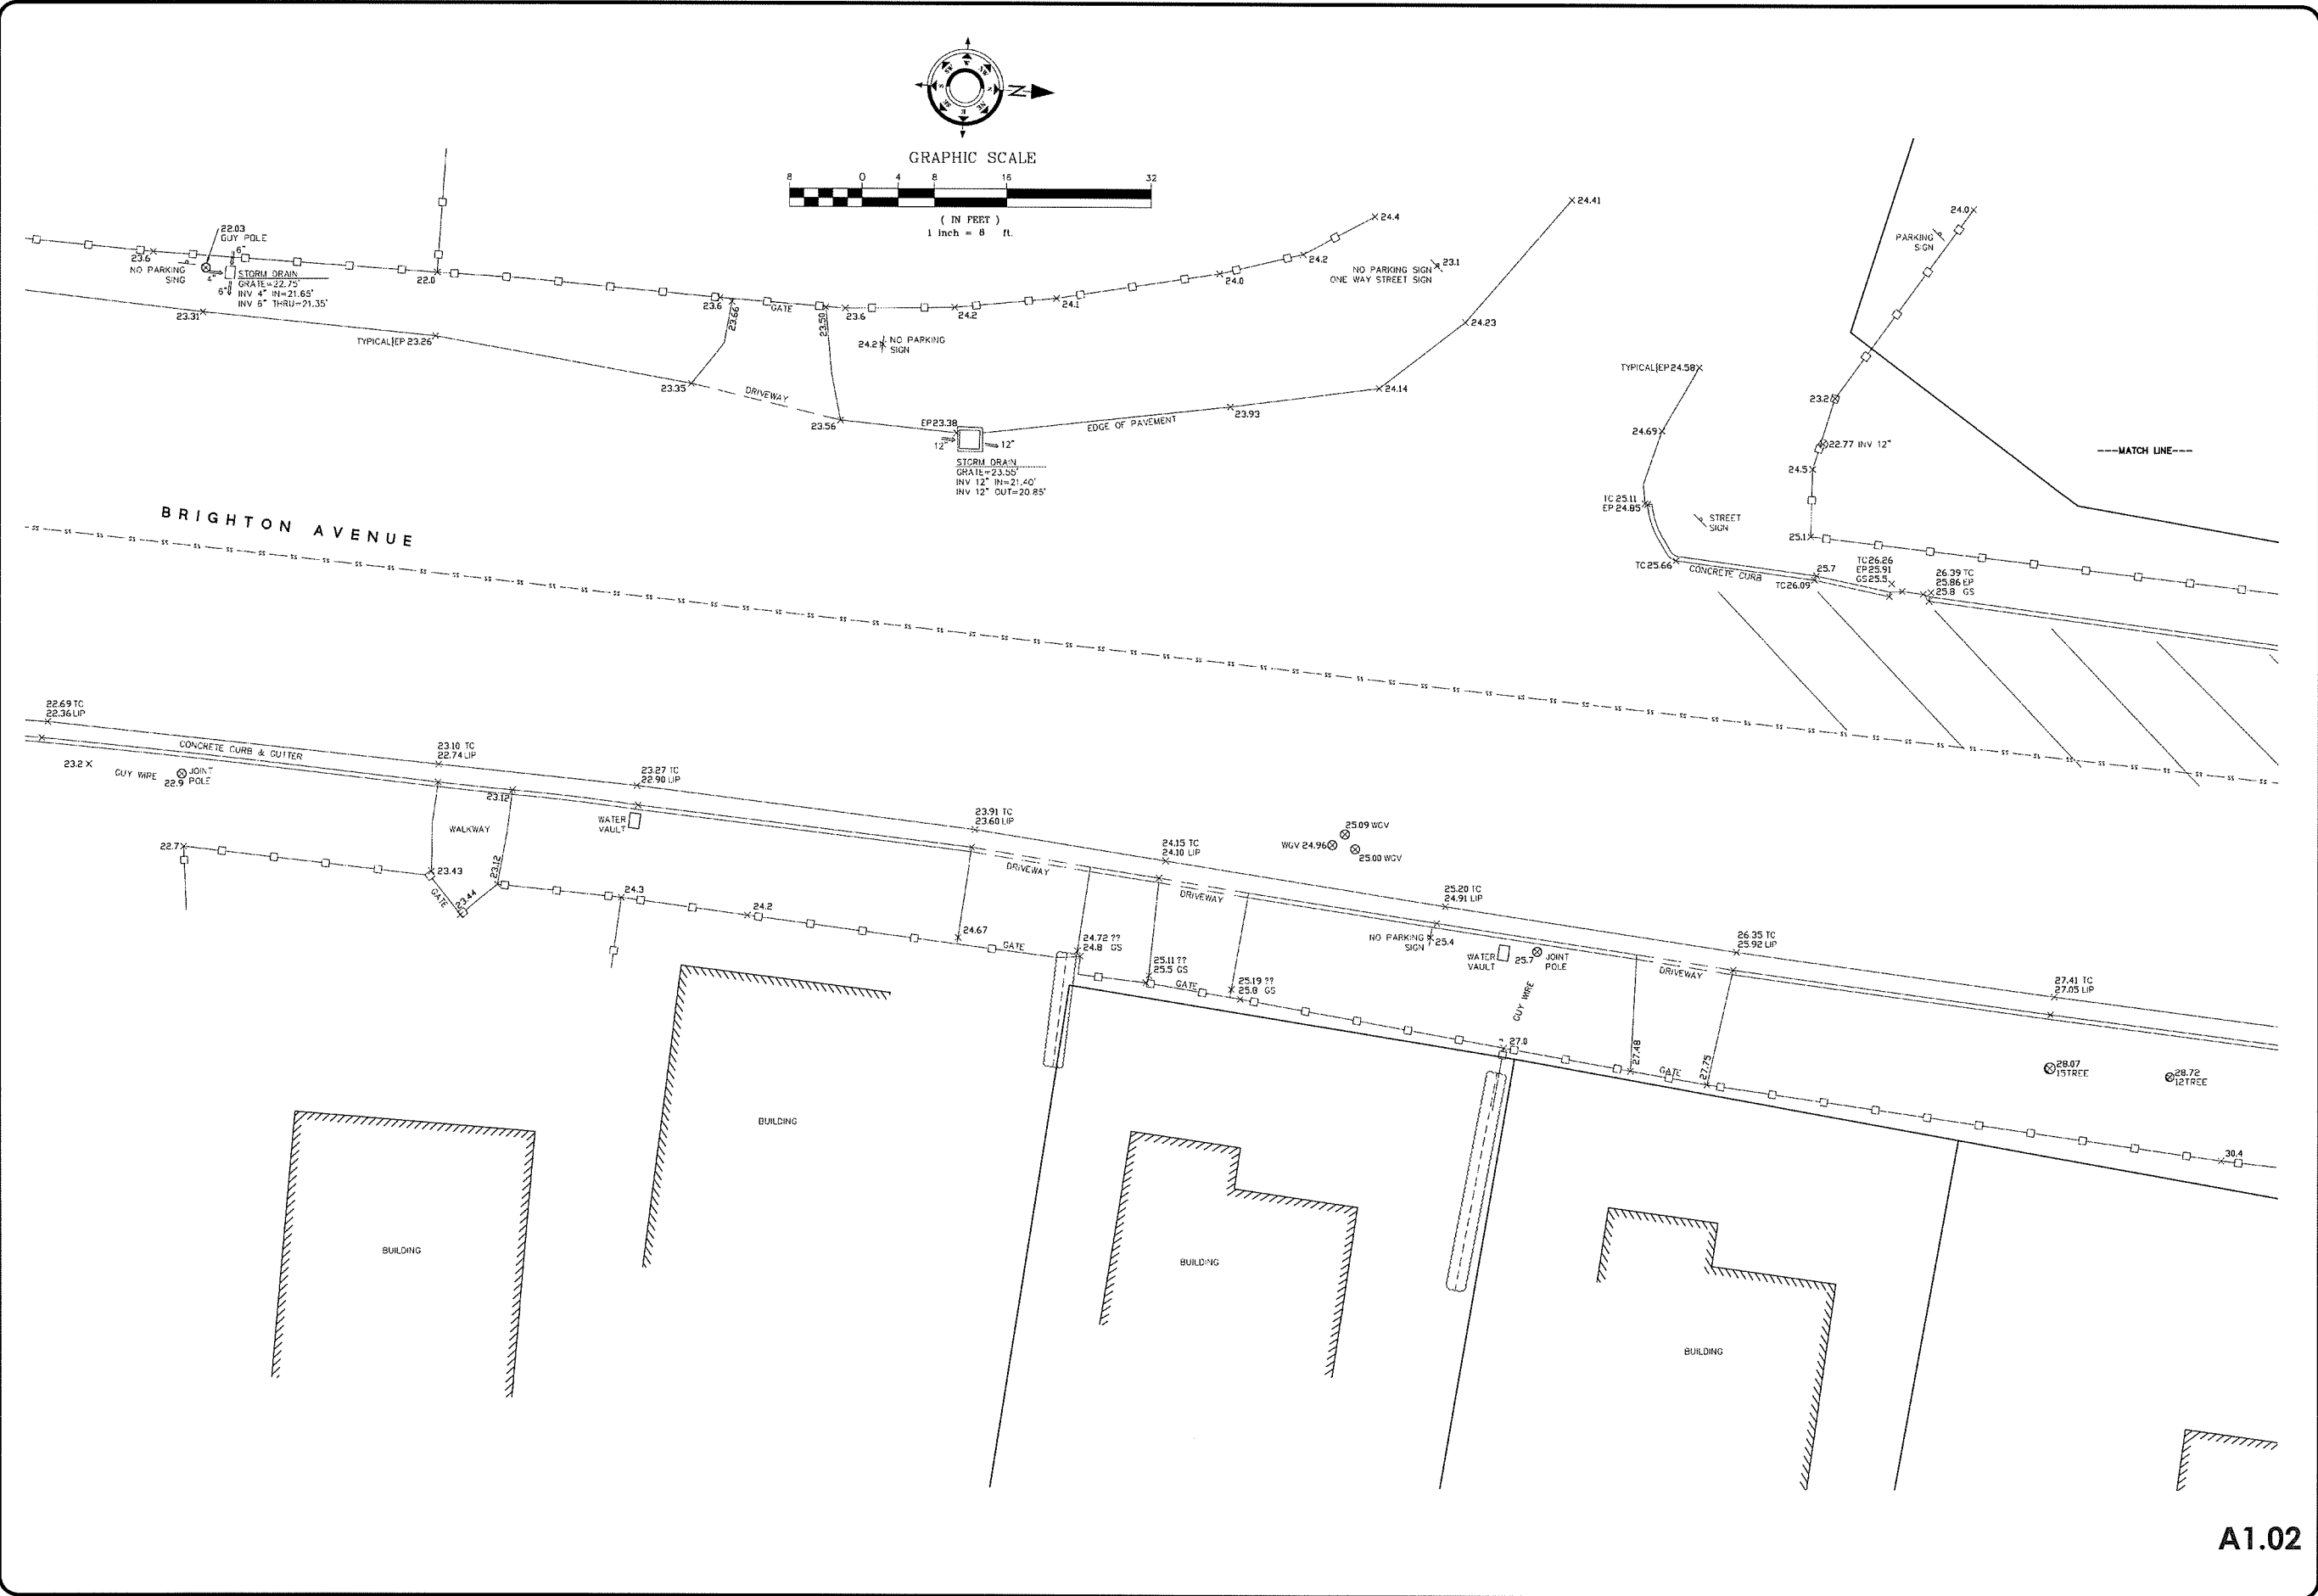 N
GRAPHIC SCALE
8 0 4 8 16 32
( IN FEET )
1 inch = 8 ft.
24.41
24.4
24.0
22.03
GUY POLE
6"
23.6
NO PARKING
SING
4"
6"
STORM DRAIN
GRATE=22.75'
INV 4" IN=21.65'
INV 6" THRU=21.35'
22.0
23.6
23.66
GATE
23.50
23.6
24.2
24.1
24.0
24.2
NO PARKING SIGN
ONE WAY STREET SIGN
23.1
PARKING
SIGN
23.31
TYPICAL EP 23.26
24.2
NO PARKING
SIGN
24.23
23.35
DRIVEWAY
23.56
EP23.38
12"
12"
STORM DRAIN
GRATE=23.55'
INV 12" IN=21.40'
INV 12" OUT=20.85'
EDGE OF PAVEMENT
23.93
24.14
TYPICAL EP24.58
24.69
23.2
22.77 INV 12"
24.5
---MATCH LINE---
TC 25.11
EP 24.85
STREET
SIGN
25.1
TC25.66
CONCRETE CURB
25.7
TC26.09
TC26.26
EP25.91
GS25.5
26.39 TC
25.86 EP
25.8 GS
BRIGHTON AVENUE
22.69 TC
22.36 LIP
CONCRETE CURB & GUTTER
23.10 TC
22.74 LIP
23.2
GUY WIRE
22.9
JOINT
POLE
23.27 TC
22.90 LIP
23.12
WATER
VAULT
WALKWAY
23.91 TC
23.60 LIP
24.15 TC
24.10 LIP
25.09 WGV
WGV 24.96
25.00 WGV
22.7
23.43
GATE
23.44
23.12
24.3
24.2
24.67
DRIVEWAY
GATE
24.72 ??
24.8 GS
DRIVEWAY
25.11 ??
25.5 GS
GATE
25.19 ??
25.8 GS
25.20 TC
24.91 LIP
NO PARKING
SIGN
25.4
WATER
VAULT
25.7
JOINT
POLE
GUY WIRE
27.0
26.35 TC
25.92 LIP
DRIVEWAY
27.48
GATE
27.75
27.41 TC
27.05 LIP
28.07
15TREE
28.72
12TREE
30.4
BUILDING
BUILDING
BUILDING
BUILDING
A1.02